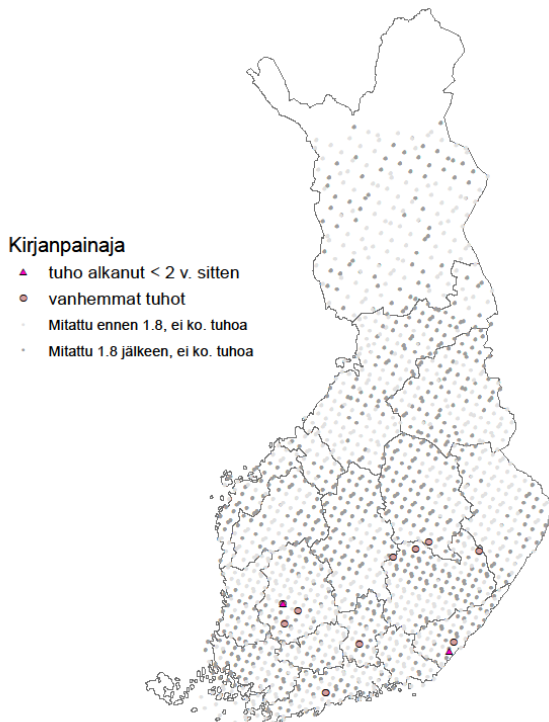 Kirjanpainaja
tuho alkanut < 2 v. sitten
vanhemmat tuhot
Mitattu ennen 1.8, ei ko. tuhoa
Mitattu 1.8 jälkeen, ei ko. tuhoa